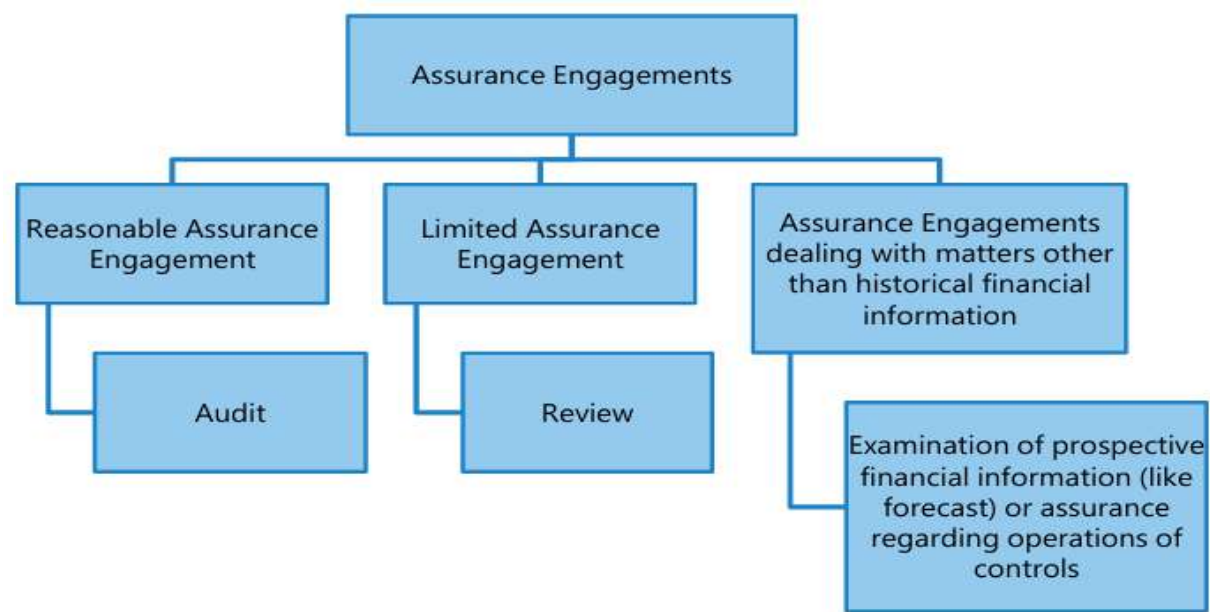 Assurance Engagements
Reasonable Assurance
Engagement
Audit
Limited Assurance
Engagement
Review
Assurance Engagements
dealing with matters other
than historical financial
information
Examination of prospective
financial information (like
forecast) or assurance
regarding operations of
controls